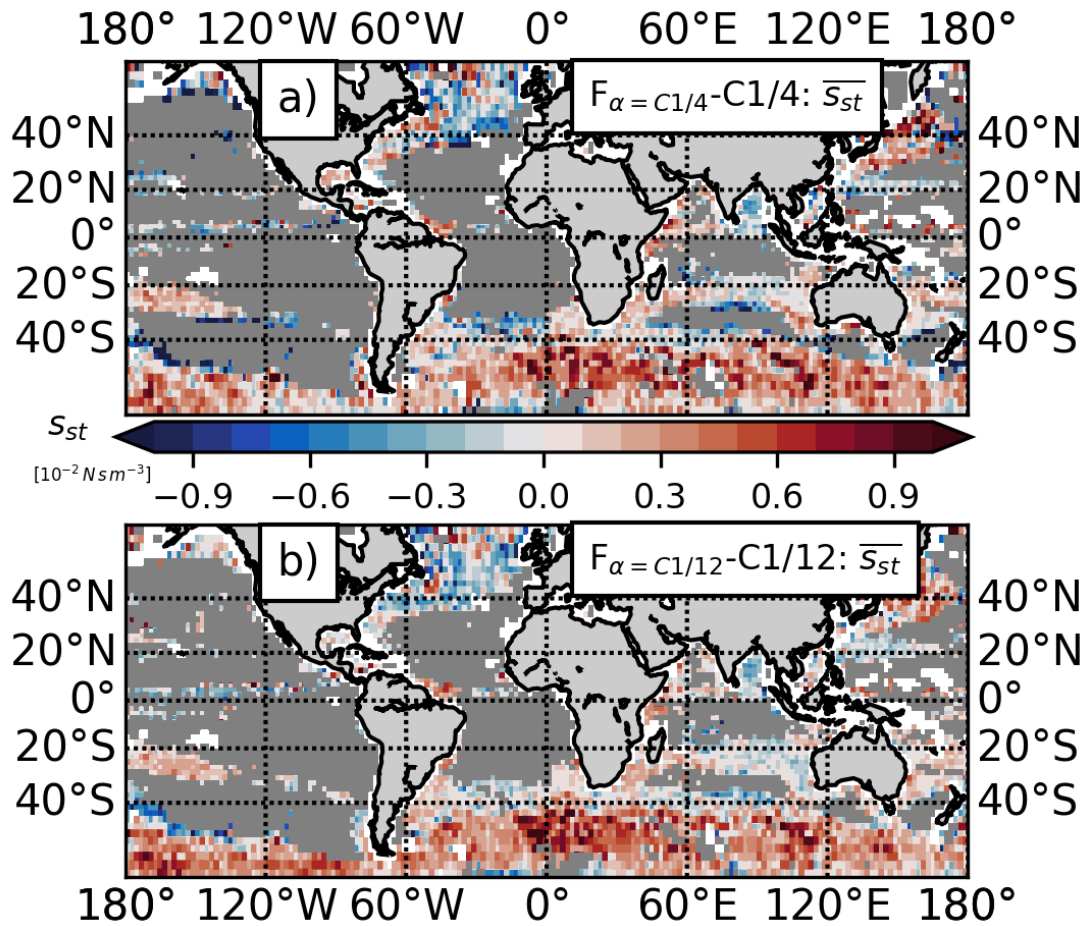 180° 120°W 60°W 0° 60°E 120°E 180°
a)
F_{α=C1/4}-C1/4: \overline{s_{st}}
40°N 40°N
20°N 20°N
0° 0°
20°S 20°S
40°S 40°S
s_{st}
[10^{-2} N s m^{-3}]
−0.9 −0.6 −0.3 0.0 0.3 0.6 0.9
b)
F_{α=C1/12}-C1/12: \overline{s_{st}}
40°N 40°N
20°N 20°N
0° 0°
20°S 20°S
40°S 40°S
180° 120°W 60°W 0° 60°E 120°E 180°